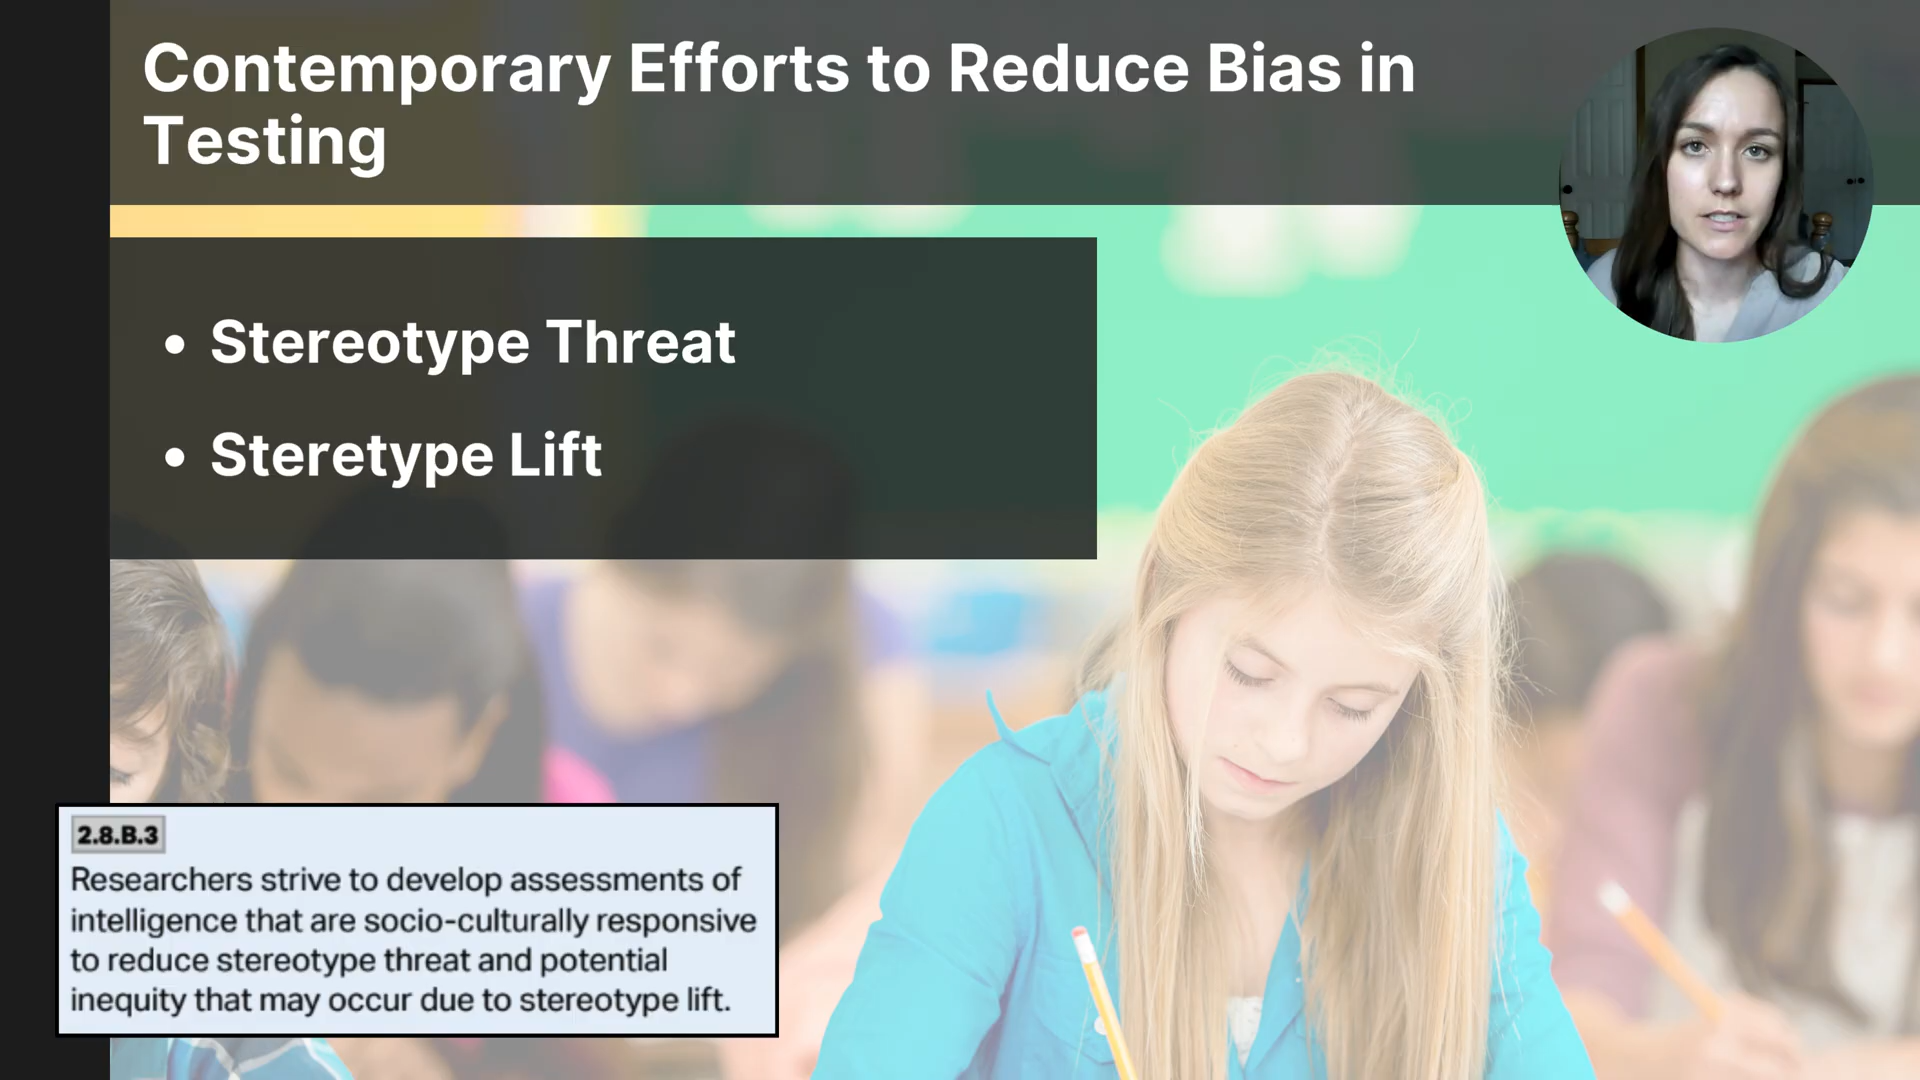 Contemporary Efforts to Reduce Bias in
Testing
• Stereotype Threat
• Steretype Lift
2.8.B.3
Researchers strive to develop assessments of
intelligence that are socio-culturally responsive
to reduce stereotype threat and potential
inequity that may occur due to stereotype lift.